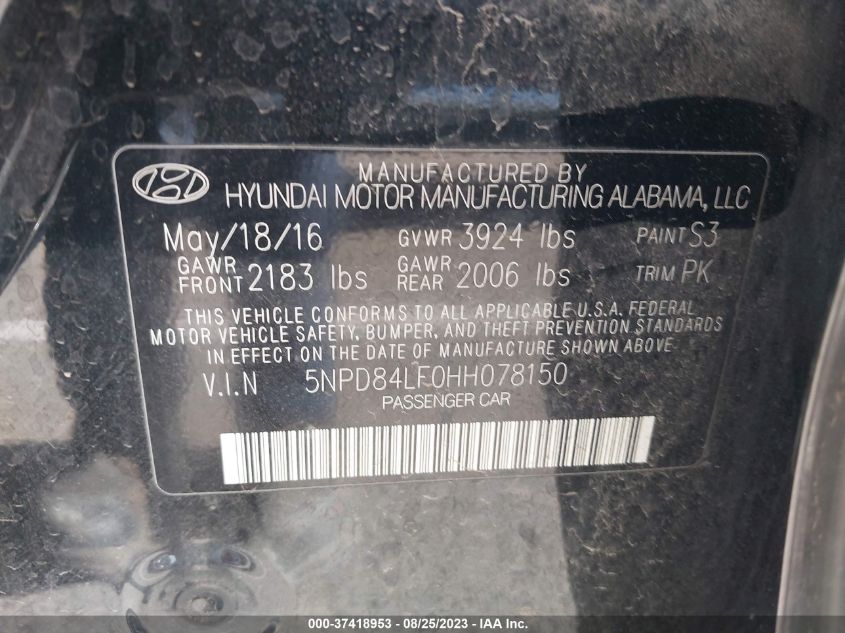 MANUFACTURED BY
HYUNDAI MOTOR MANUFACTURING ALABAMA, LLC
May/18/16 GVWR 3924 lbs PAINT S3
GAWR FRONT 2183 lbs GAWR REAR 2006 lbs TRIM PK
THIS VEHICLE CONFORMS TO ALL APPLICABLE U.S.A. FEDERAL
MOTOR VEHICLE SAFETY, BUMPER, AND THEFT PREVENTION STANDARDS
IN EFFECT ON THE DATE OF MANUFACTURE SHOWN ABOVE.
V.I.N 5NPD84LF0HH078150
PASSENGER CAR
000-37418953 - 08/25/2023 - IAA Inc.